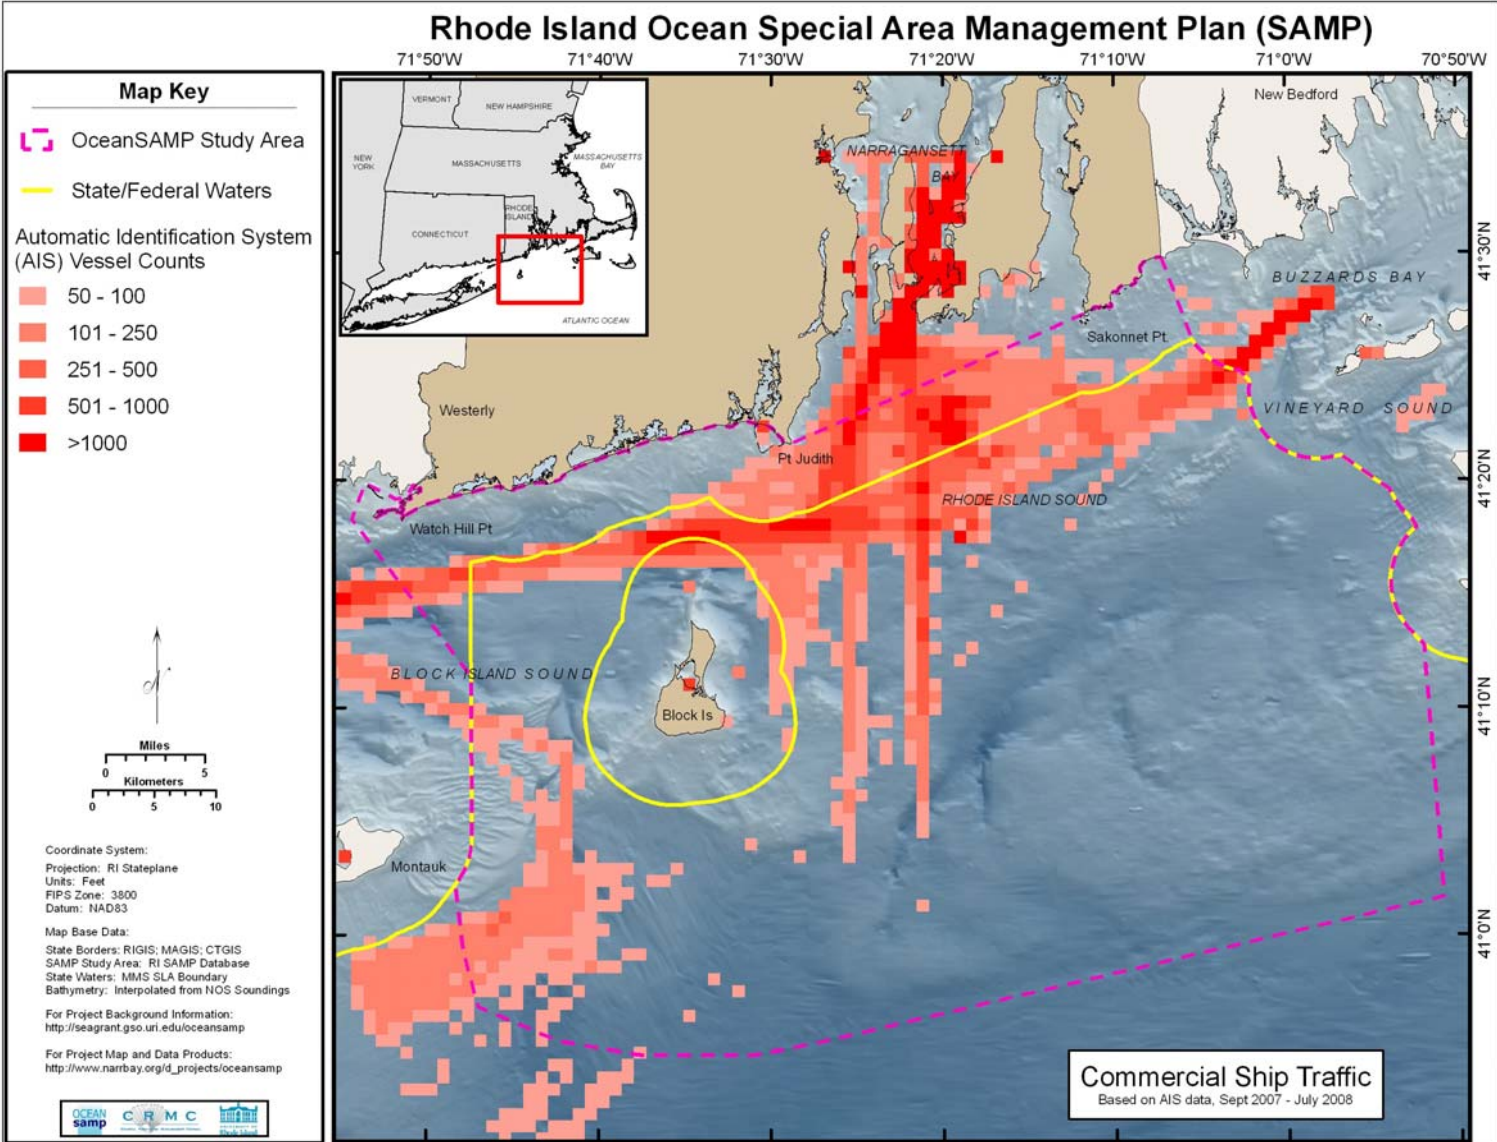 Rhode Island Ocean Special Area Management Plan (SAMP)
71°50'W
71°40'W
71°30'W
71°20'W
71°10'W
71°0'W
70°50'W
Map Key
OceanSAMP Study Area
State/Federal Waters
Automatic Identification System
(AIS) Vessel Counts
50 - 100
101 - 250
251 - 500
501 - 1000
>1000
Miles
0 5
Kilometers
0 5 10
Coordinate System:
Projection: RI Stateplane
Units: Feet
FIPS Zone: 3800
Datum: NAD83
Map Base Data:
State Borders: RIGIS; MAGIS; CTGIS
SAMP Study Area: RI SAMP Database
State Waters: MMS SLA Boundary
Bathymetry: Interpolated from NOS Soundings
For Project Background Information:
http://seagrant.gso.uri.edu/oceansamp
For Project Map and Data Products:
http://www.narrbay.org/d_projects/oceansamp
OCEAN
samp
CRMC
VERMONT
NEW HAMPSHIRE
NEW
YORK
MASSACHUSETTS
MASSACHUSETTS
BAY
RHODE
ISLAND
CONNECTICUT
ATLANTIC OCEAN
New Bedford
NARRAGANSETT
BAY
BUZZARDS BAY
Sakonnet Pt.
Westerly
VINEYARD SOUND
Pt Judith
RHODE ISLAND SOUND
Watch Hill Pt
BLOCK ISLAND SOUND
Block Is
Montauk
41°30'N
41°20'N
41°10'N
41°0'N
Commercial Ship Traffic
Based on AIS data, Sept 2007 - July 2008